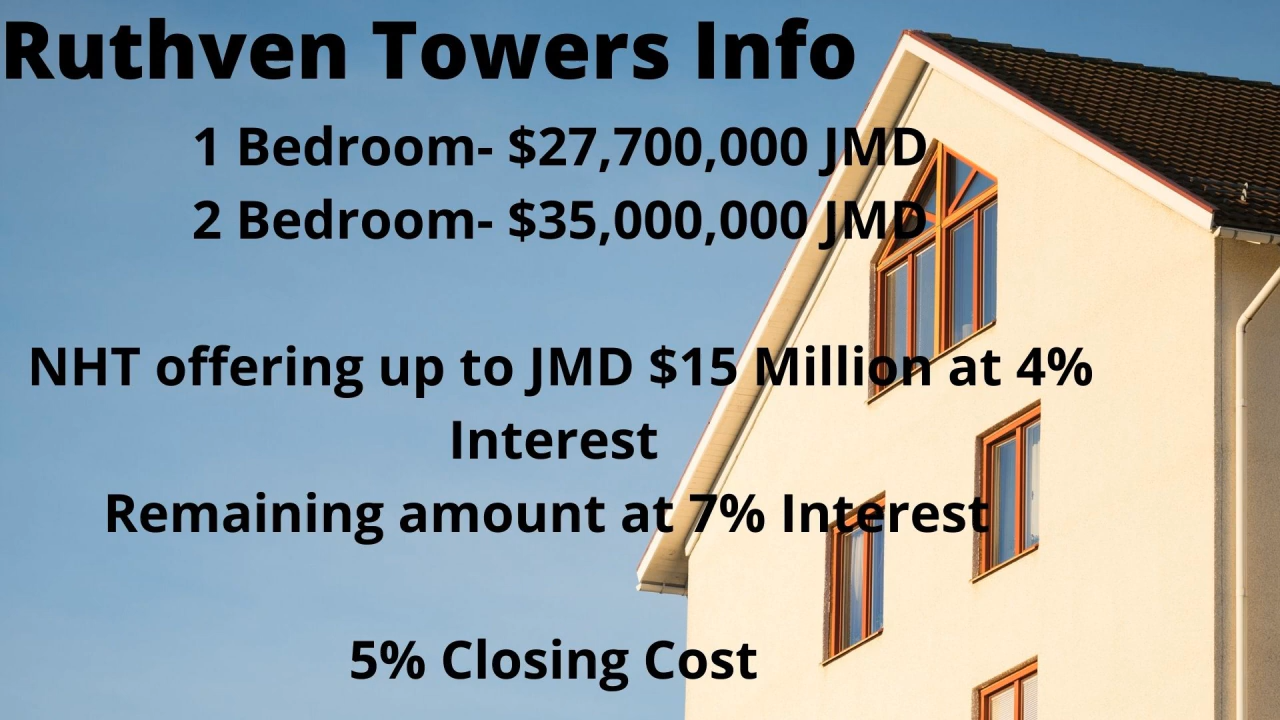 Ruthven Towers Info
1 Bedroom- $27,700,000 JMD
2 Bedroom- $35,000,000 JMD
NHT offering up to JMD $15 Million at 4%
Interest
Remaining amount at 7% Interest
5% Closing Cost